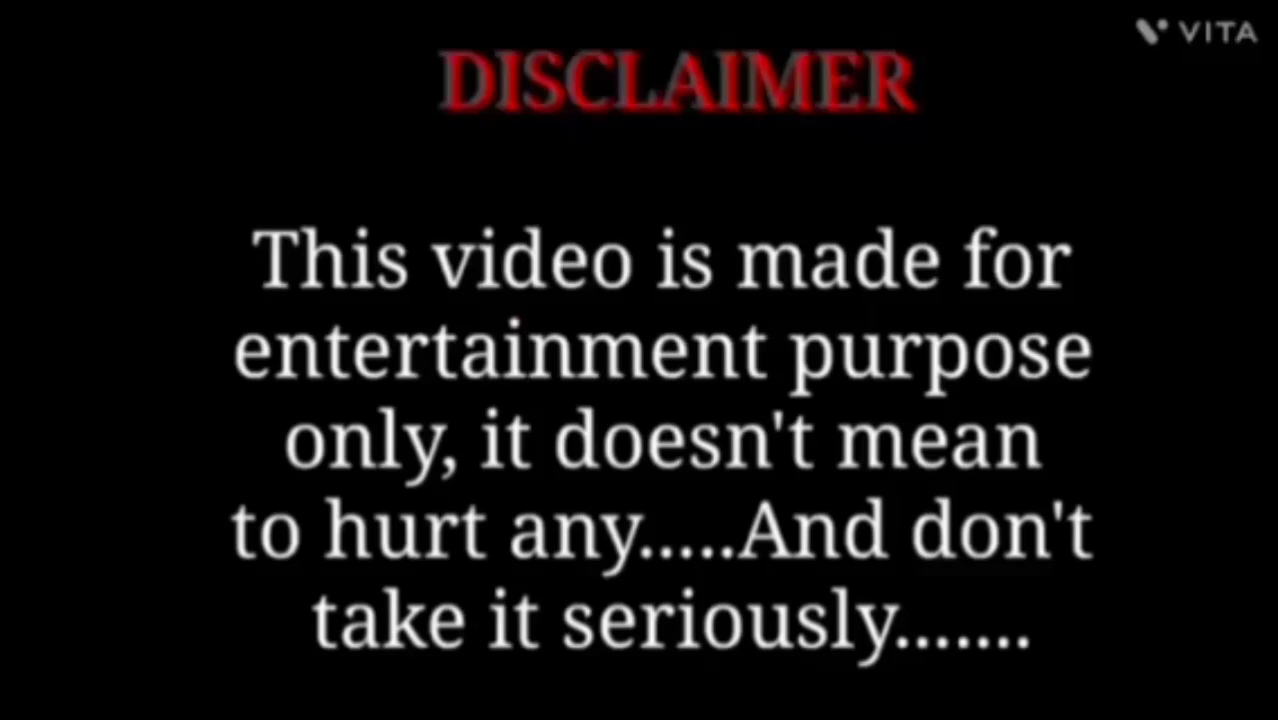 VITA
DISCLAIMER
This video is made for
entertainment purpose
only, it doesn't mean
to hurt any.....And don't
take it seriously.......